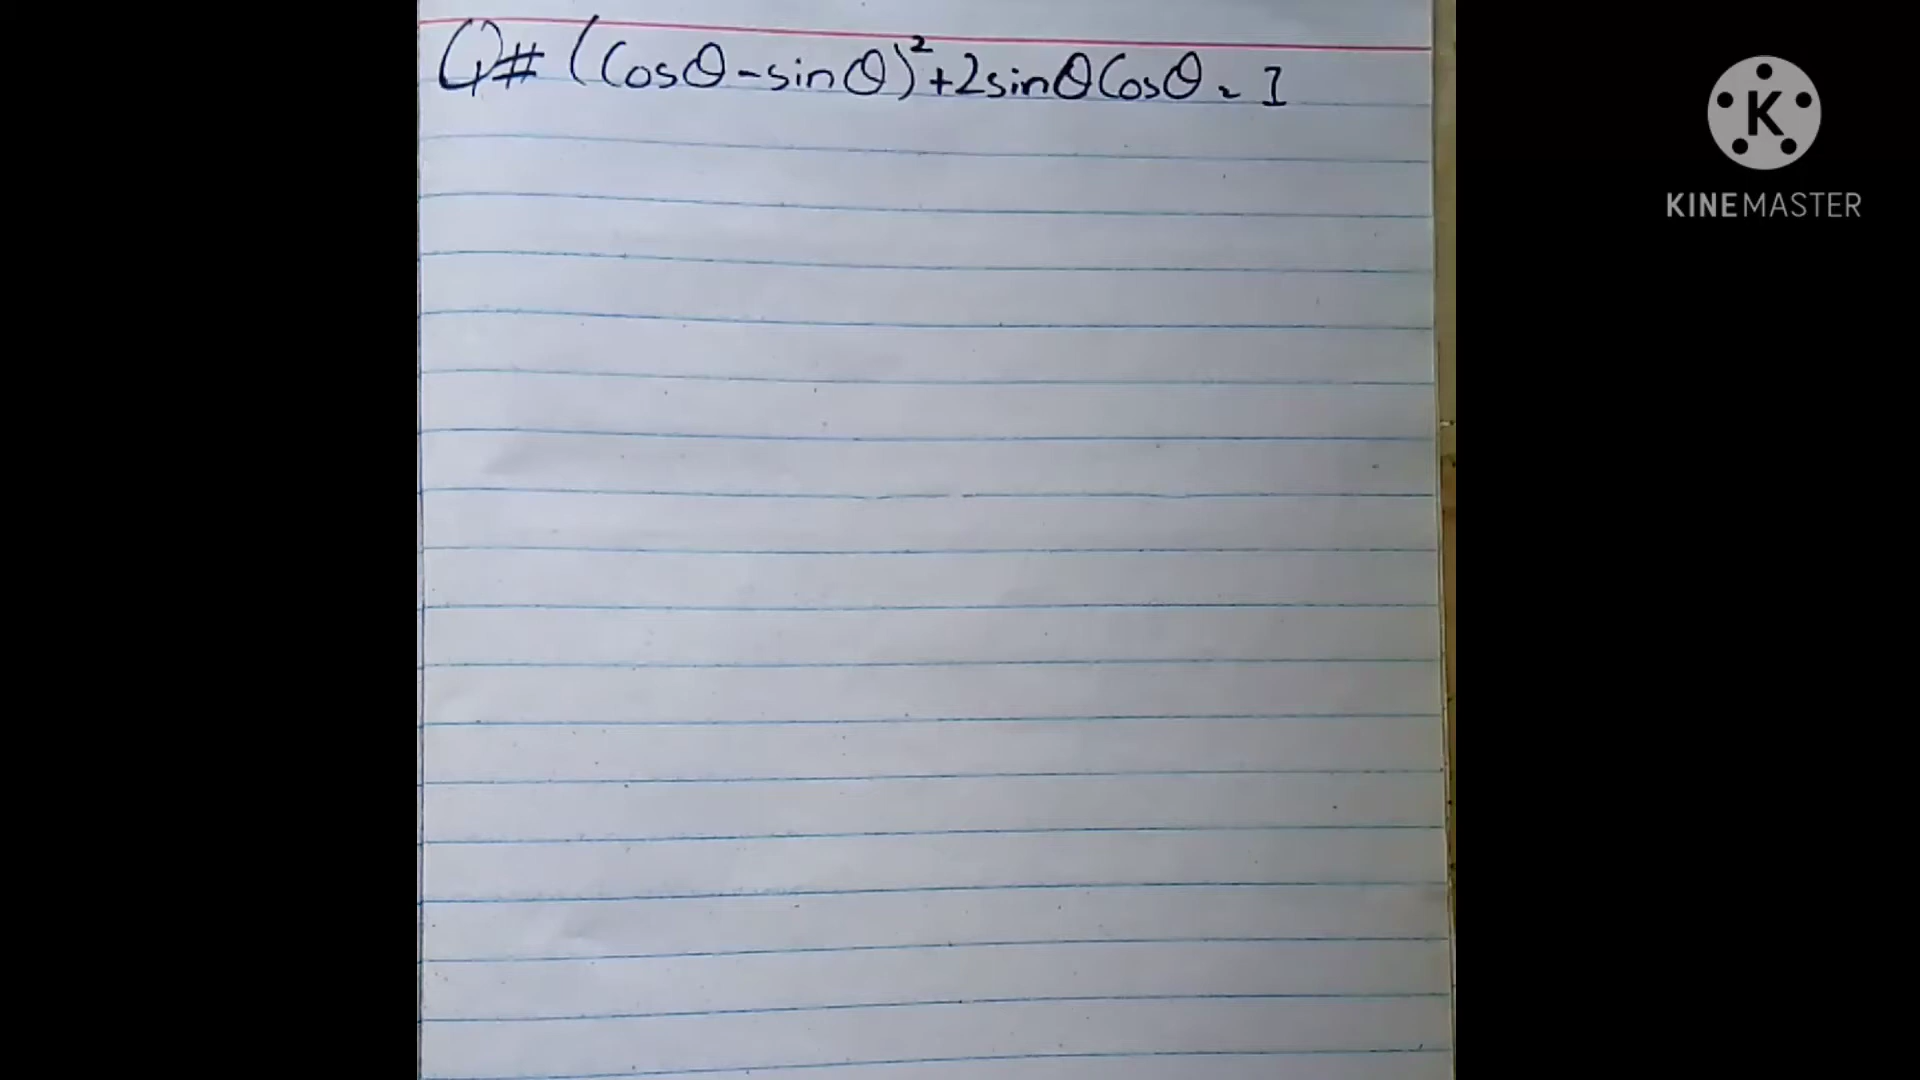 Q# (Cosθ-sinθ)²+2sinθCosθ = 1
K
KINEMASTER